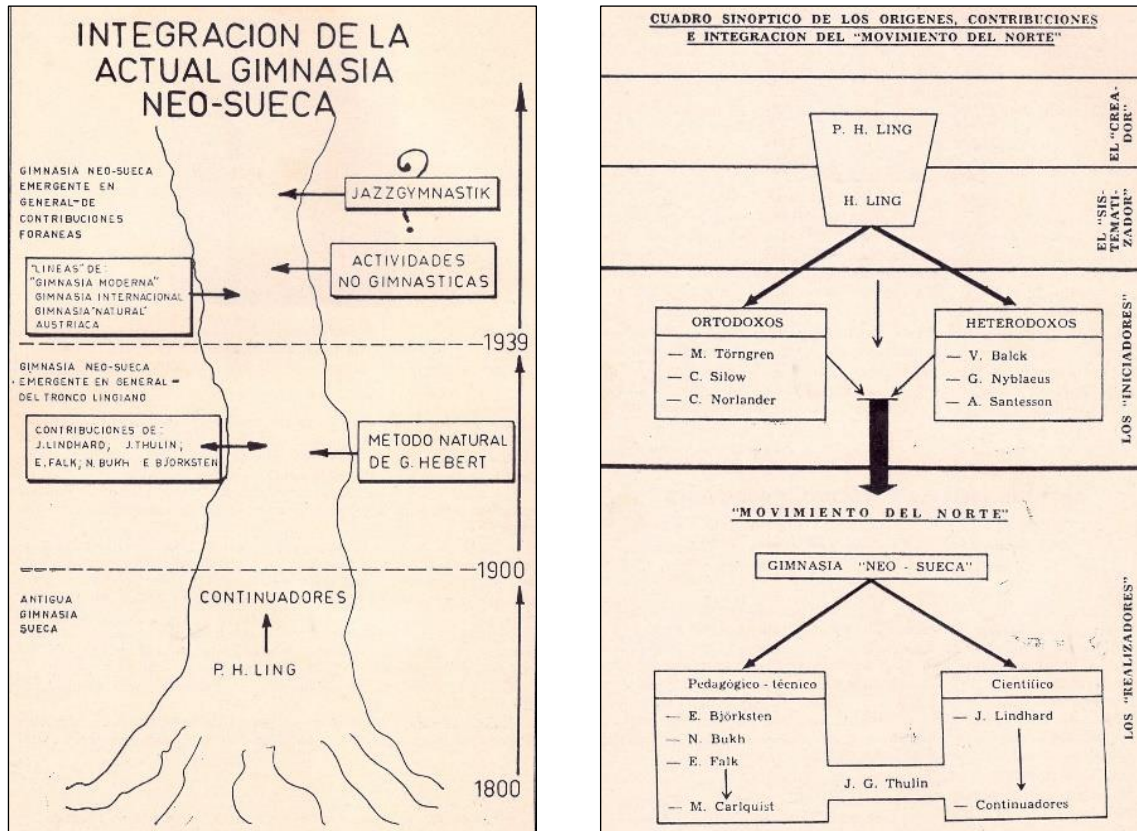 INTEGRACION DE LA
ACTUAL GIMNASIA
NEO-SUECA
GIMNASIA NEO-SUECA
EMERGENTE EN
GENERAL-DE
CONTRIBUCIONES
FORANEAS
?
JAZZGYMNASTIK
ACTIVIDADES
NO GIMNASTICAS
"LINEAS" DE:
"GIMNASIA MODERNA"
GIMNASIA INTERNACIONAL
GIMNASIA "NATURAL"
AUSTRIACA
1939
GIMNASIA NEO-SUECA
EMERGENTE EN GENERAL-
DEL TRONCO LINGIANO
CONTRIBUCIONES DE:
J. LINDHARD; J. THULIN;
E. FALK; N. BUKH E BJORKSTEN
METODO NATURAL
DE G. HEBERT
1900
ANTIGUA
GIMNASIA
SUECA
CONTINUADORES
P. H. LING
1800
CUADRO SINOPTICO DE LOS ORIGENES, CONTRIBUCIONES
E INTEGRACION DEL "MOVIMIENTO DEL NORTE"
P. H. LING
EL "CREA-
DOR"
H. LING
EL "SIS-
TEMATI-
ZADOR"
ORTODOXOS
— M. Törngren
— C. Silow
— C. Norlander
HETERODOXOS
— V. Balck
— G. Nyblaeus
— A. Santesson
LOS "INICIADORES"
"MOVIMIENTO DEL NORTE"
GIMNASIA "NEO - SUECA"
Pedagógico - técnico
— E. Björksten
— N. Bukh
— E. Falk
— M. Carlquist
J. G. Thulin
Científico
— J. Lindhard
— Continuadores
LOS "REALIZADORES"